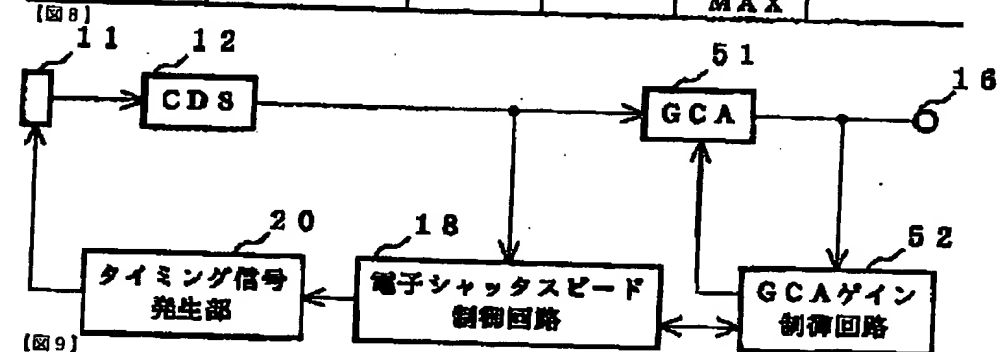 MAX
[図8]
11
12
51
16
CDS
GCA
20
18
52
タイミング信号
発生部
電子シャッタスピード
制御回路
GCAゲイン
制御回路
[図9]